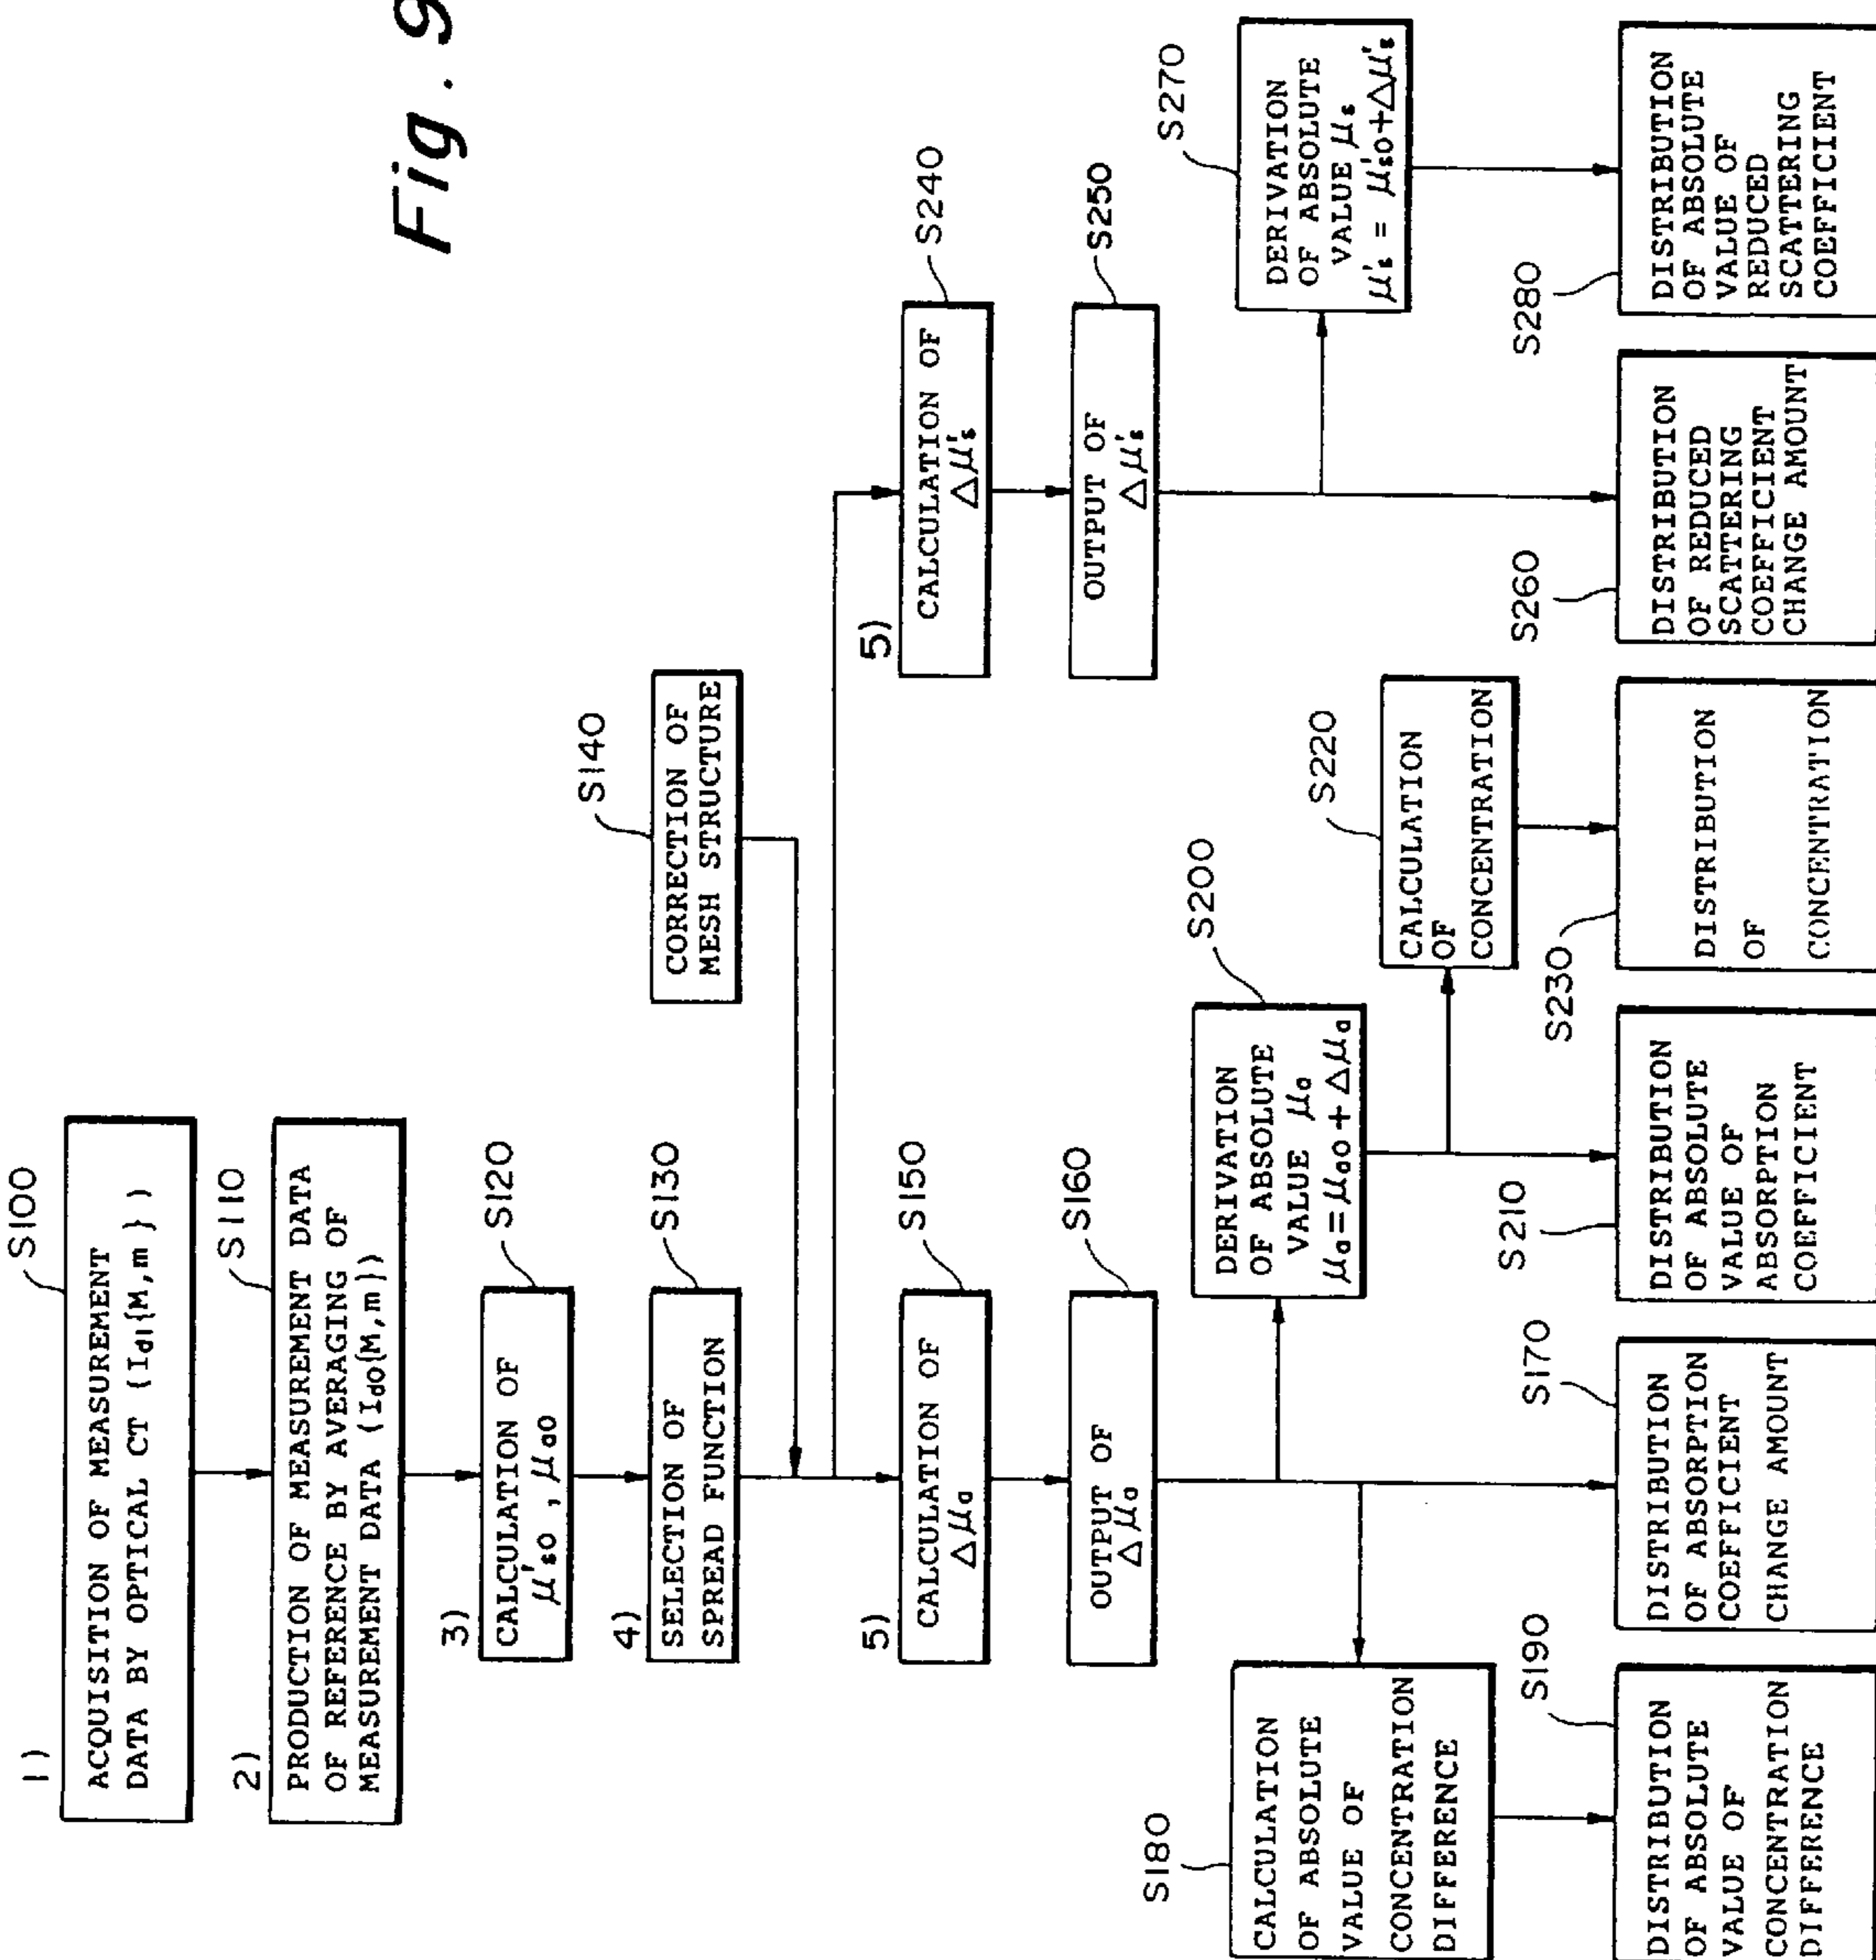 Fig. 9
S100
1)
ACQUISITION OF MEASUREMENT
DATA BY OPTICAL CT (Id1{M,m})
S110
2)
PRODUCTION OF MEASUREMENT DATA
OF REFERENCE BY AVERAGING OF
MEASUREMENT DATA (Id0{M,m})
S120
3)
CALCULATION OF
μ's0 , μa0
S130
4)
SELECTION OF
SPREAD FUNCTION
S140
CORRECTION OF
MESH STRUCTURE
S150
5)
CALCULATION OF
Δμa
S160
OUTPUT OF
Δμa
S240
5)
CALCULATION OF
Δμ's
S250
OUTPUT OF
Δμ's
S180
CALCULATION
OF ABSOLUTE
VALUE OF
CONCENTRATION
DIFFERENCE
S200
DERIVATION
OF ABSOLUTE
VALUE μa
μa=μa0+Δμa
S220
CALCULATION
OF
CONCENTRATION
S270
DERIVATION
OF ABSOLUTE
VALUE μs
μ's = μ's0+Δμ's
S190
DISTRIBUTION
OF ABSOLUTE
VALUE OF
CONCENTRATION
DIFFERENCE
S170
DISTRIBUTION
OF ABSORPTION
COEFFICIENT
CHANGE AMOUNT
S210
DISTRIBUTION
OF ABSOLUTE
VALUE OF
ABSORPTION
COEFFICIENT
S230
DISTRIBUTION
OF
CONCENTRATION
S260
DISTRIBUTION
OF REDUCED
SCATTERING
COEFFICIENT
CHANGE AMOUNT
S280
DISTRIBUTION
OF ABSOLUTE
VALUE OF
REDUCED
SCATTERING
COEFFICIENT